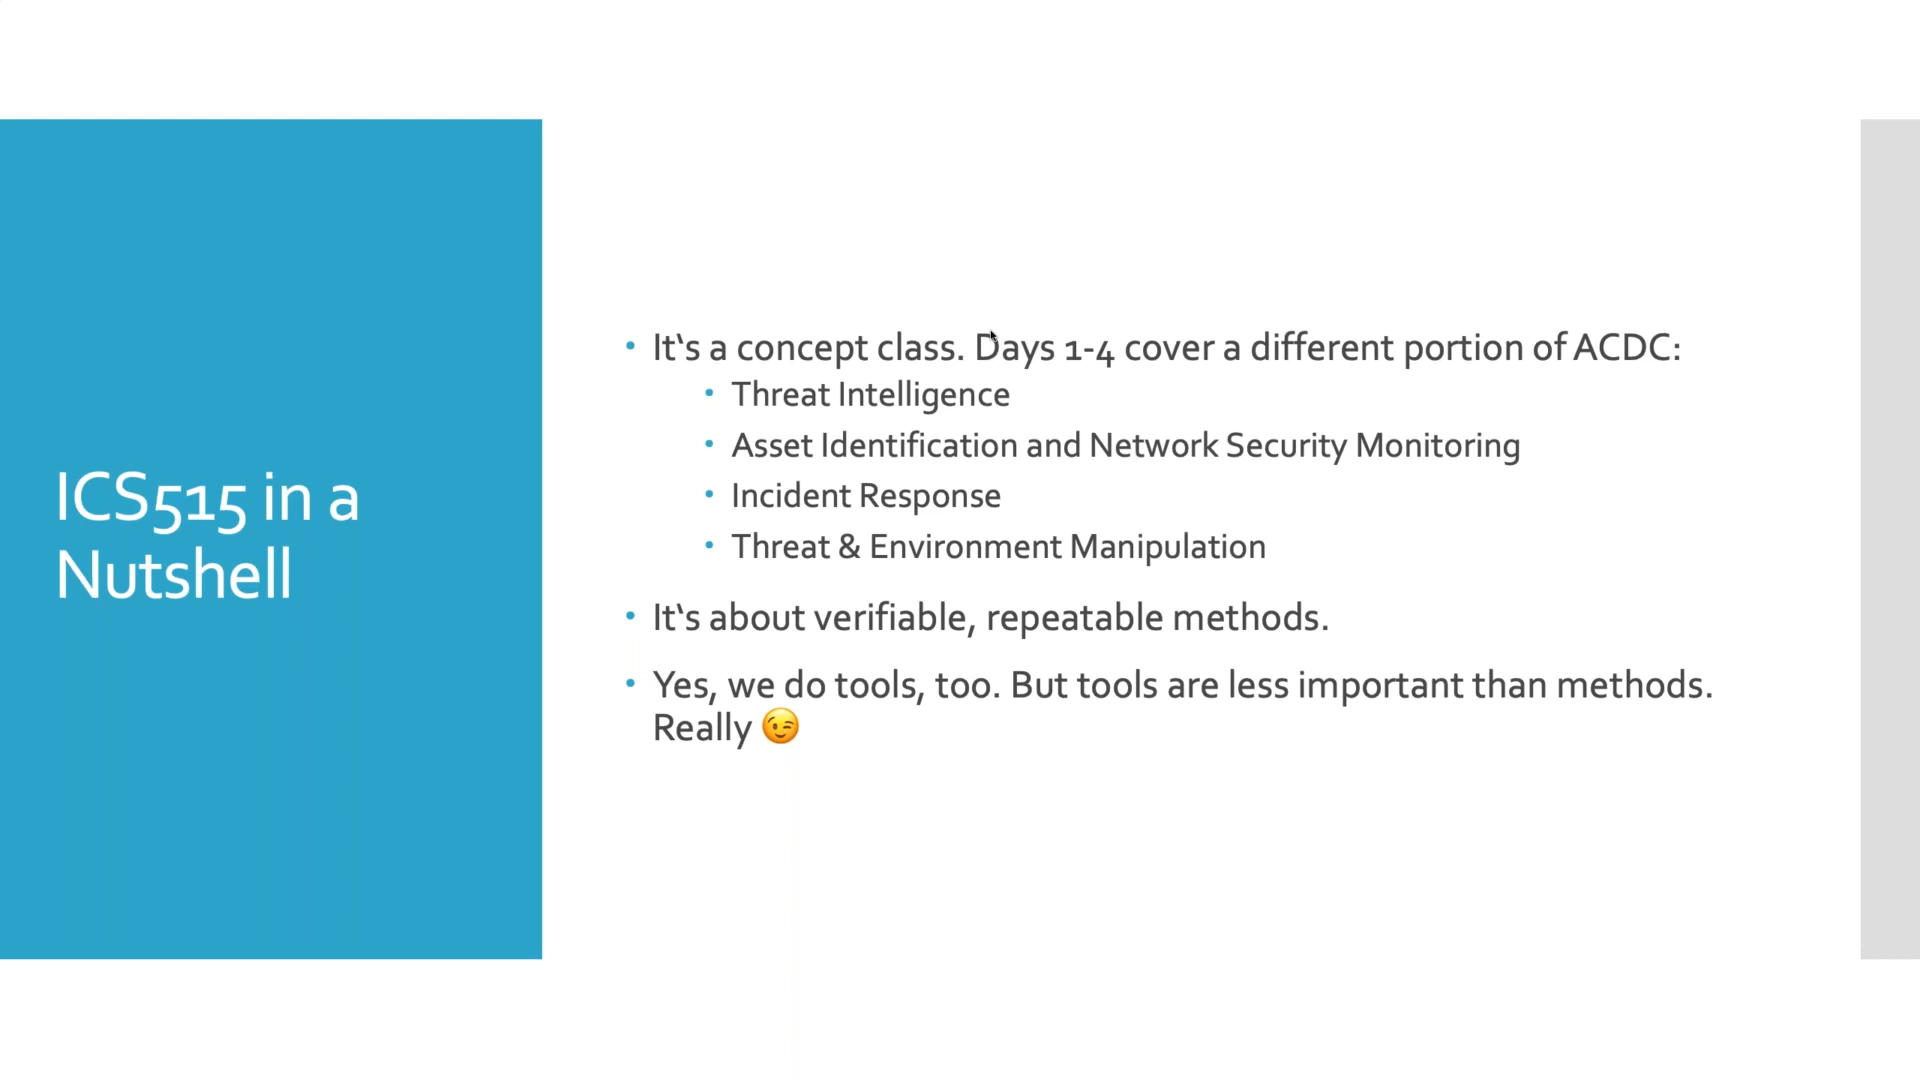 ICS515 in a
Nutshell
• It‘s a concept class. Days 1-4 cover a different portion of ACDC:
• Threat Intelligence
• Asset Identification and Network Security Monitoring
• Incident Response
• Threat & Environment Manipulation
• It‘s about verifiable, repeatable methods.
• Yes, we do tools, too. But tools are less important than methods.
Really 😉